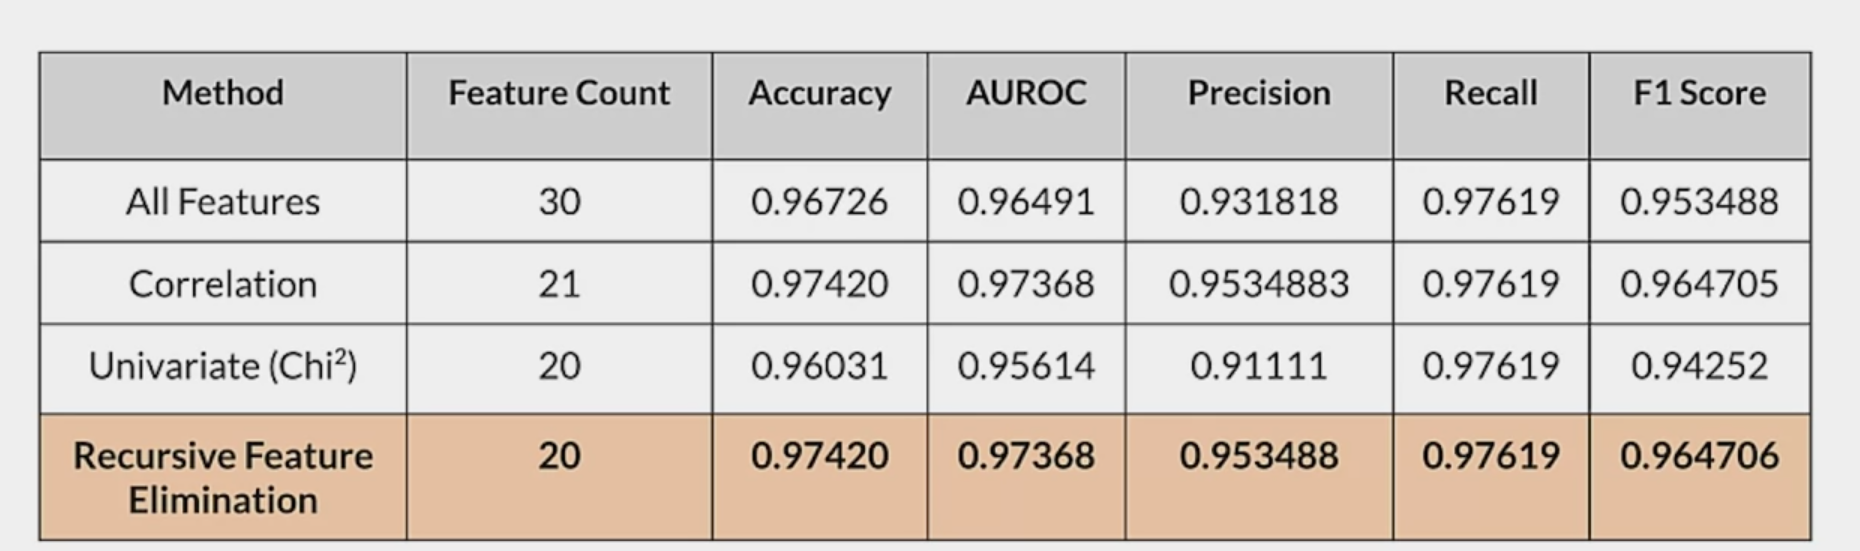 Method Feature Count Accuracy AUROC Precision Recall F1 Score
All Features 30 0.96726 0.96491 0.931818 0.97619 0.953488
Correlation 21 0.97420 0.97368 0.9534883 0.97619 0.964705
Univariate (Chi²) 20 0.96031 0.95614 0.91111 0.97619 0.94252
Recursive Feature 20 0.97420 0.97368 0.953488 0.97619 0.964706
Elimination